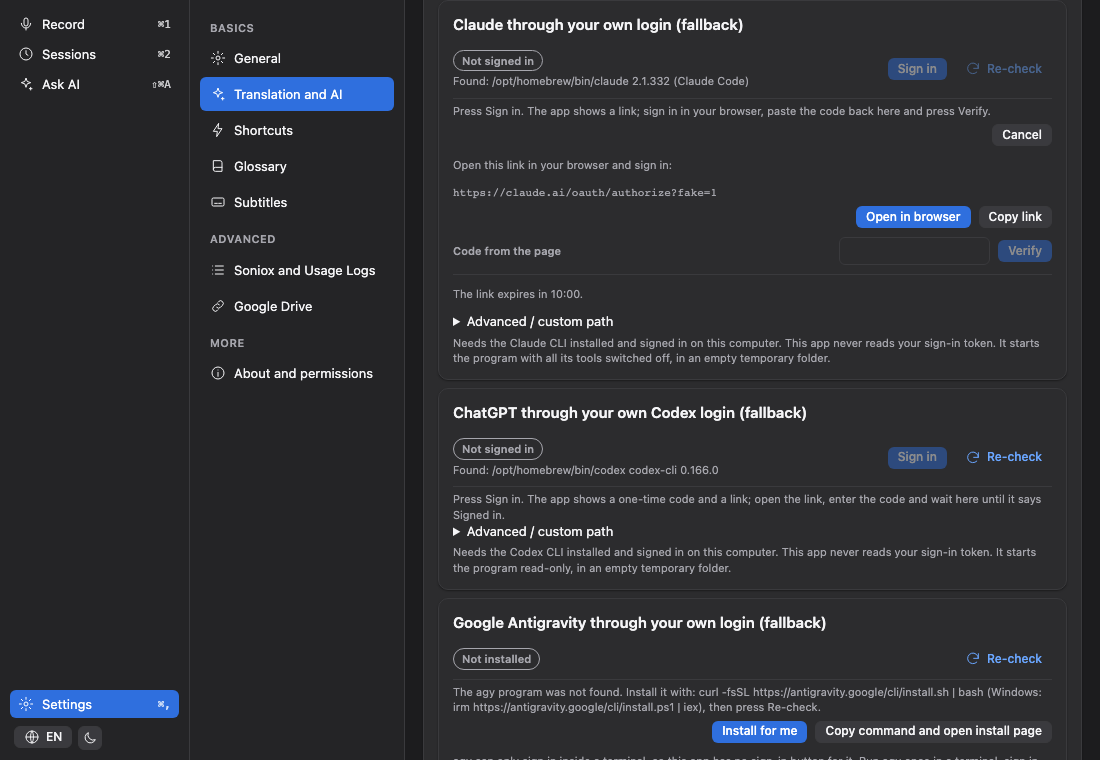 Record ⌘1
Sessions ⌘2
Ask AI ⇧⌘A
Settings ⌘,
EN
BASICS
General
Translation and AI
Shortcuts
Glossary
Subtitles
ADVANCED
Soniox and Usage Logs
Google Drive
MORE
About and permissions
Claude through your own login (fallback)
Not signed in
Found: /opt/homebrew/bin/claude 2.1.332 (Claude Code)
Sign in
Re-check
Press Sign in. The app shows a link; sign in in your browser, paste the code back here and press Verify.
Cancel
Open this link in your browser and sign in:
https://claude.ai/oauth/authorize?fake=1
Open in browser
Copy link
Code from the page
Verify
The link expires in 10:00.
Advanced / custom path
Needs the Claude CLI installed and signed in on this computer. This app never reads your sign-in token. It starts
the program with all its tools switched off, in an empty temporary folder.
ChatGPT through your own Codex login (fallback)
Not signed in
Found: /opt/homebrew/bin/codex codex-cli 0.166.0
Sign in
Re-check
Press Sign in. The app shows a one-time code and a link; open the link, enter the code and wait here until it says
Signed in.
Advanced / custom path
Needs the Codex CLI installed and signed in on this computer. This app never reads your sign-in token. It starts
the program read-only, in an empty temporary folder.
Google Antigravity through your own login (fallback)
Not installed
Re-check
The agy program was not found. Install it with: curl -fsSL https://antigravity.google/cli/install.sh | bash (Windows:
irm https://antigravity.google/cli/install.ps1 | iex), then press Re-check.
Install for me
Copy command and open install page